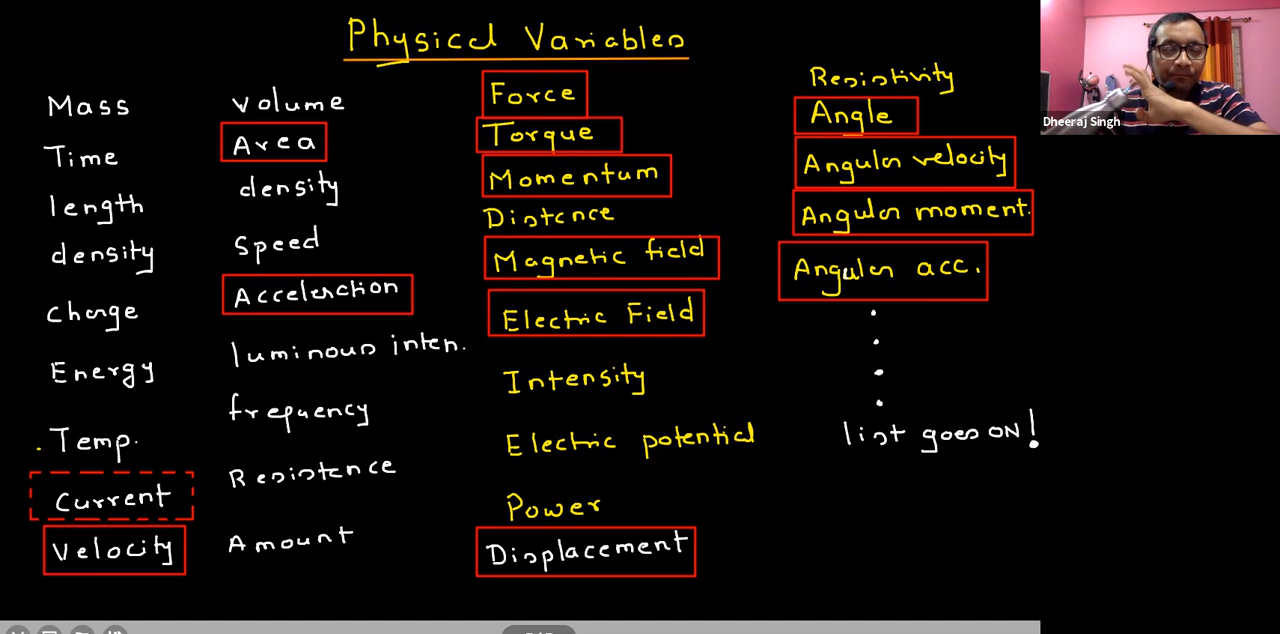 Physical Variables
Mass
Time
length
density
Charge
Energy
Temp.
Current
Velocity
Volume
Area
density
Speed
Acceleration
luminous inten.
frequency
Resistence
Amount
Force
Torque
Momentum
Distance
Magnetic field
Electric Field
Intensity
Electric potential
Power
Displacement
Resistivity
Angle
Angular velocity
Angular moment.
Angular acc.
list goes ON!
Dheeraj Singh